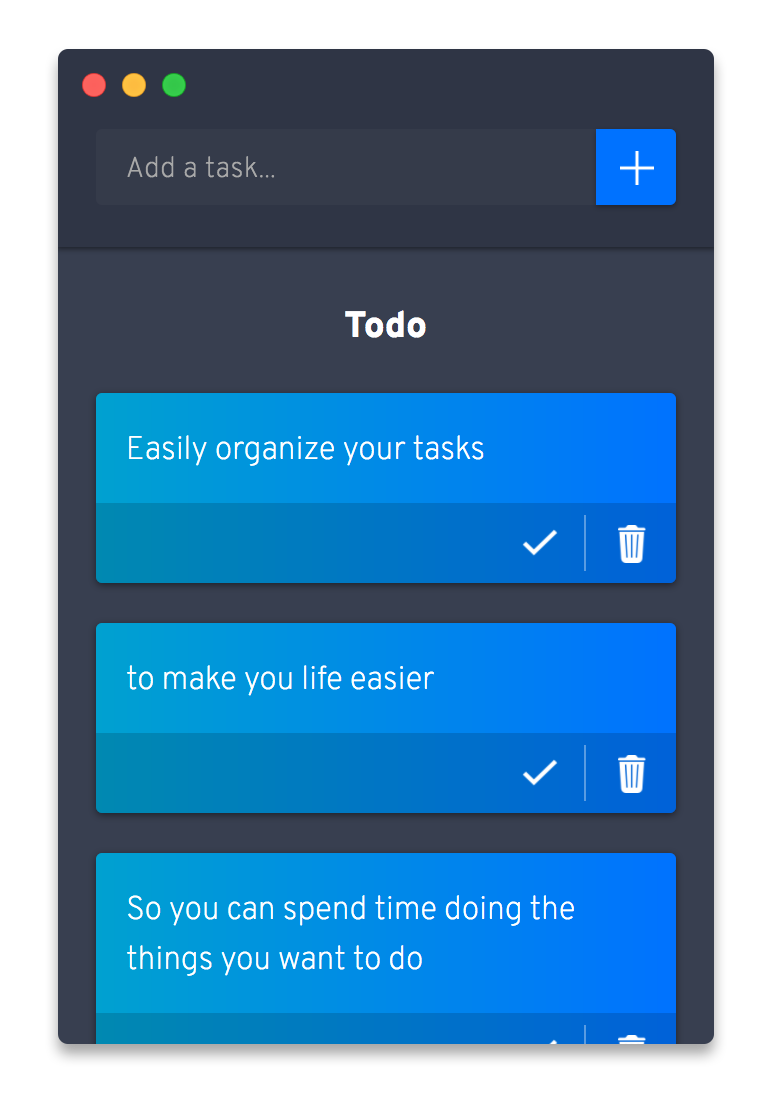 Add a task...
Todo
Easily organize your tasks
to make you life easier
So you can spend time doing the
things you want to do